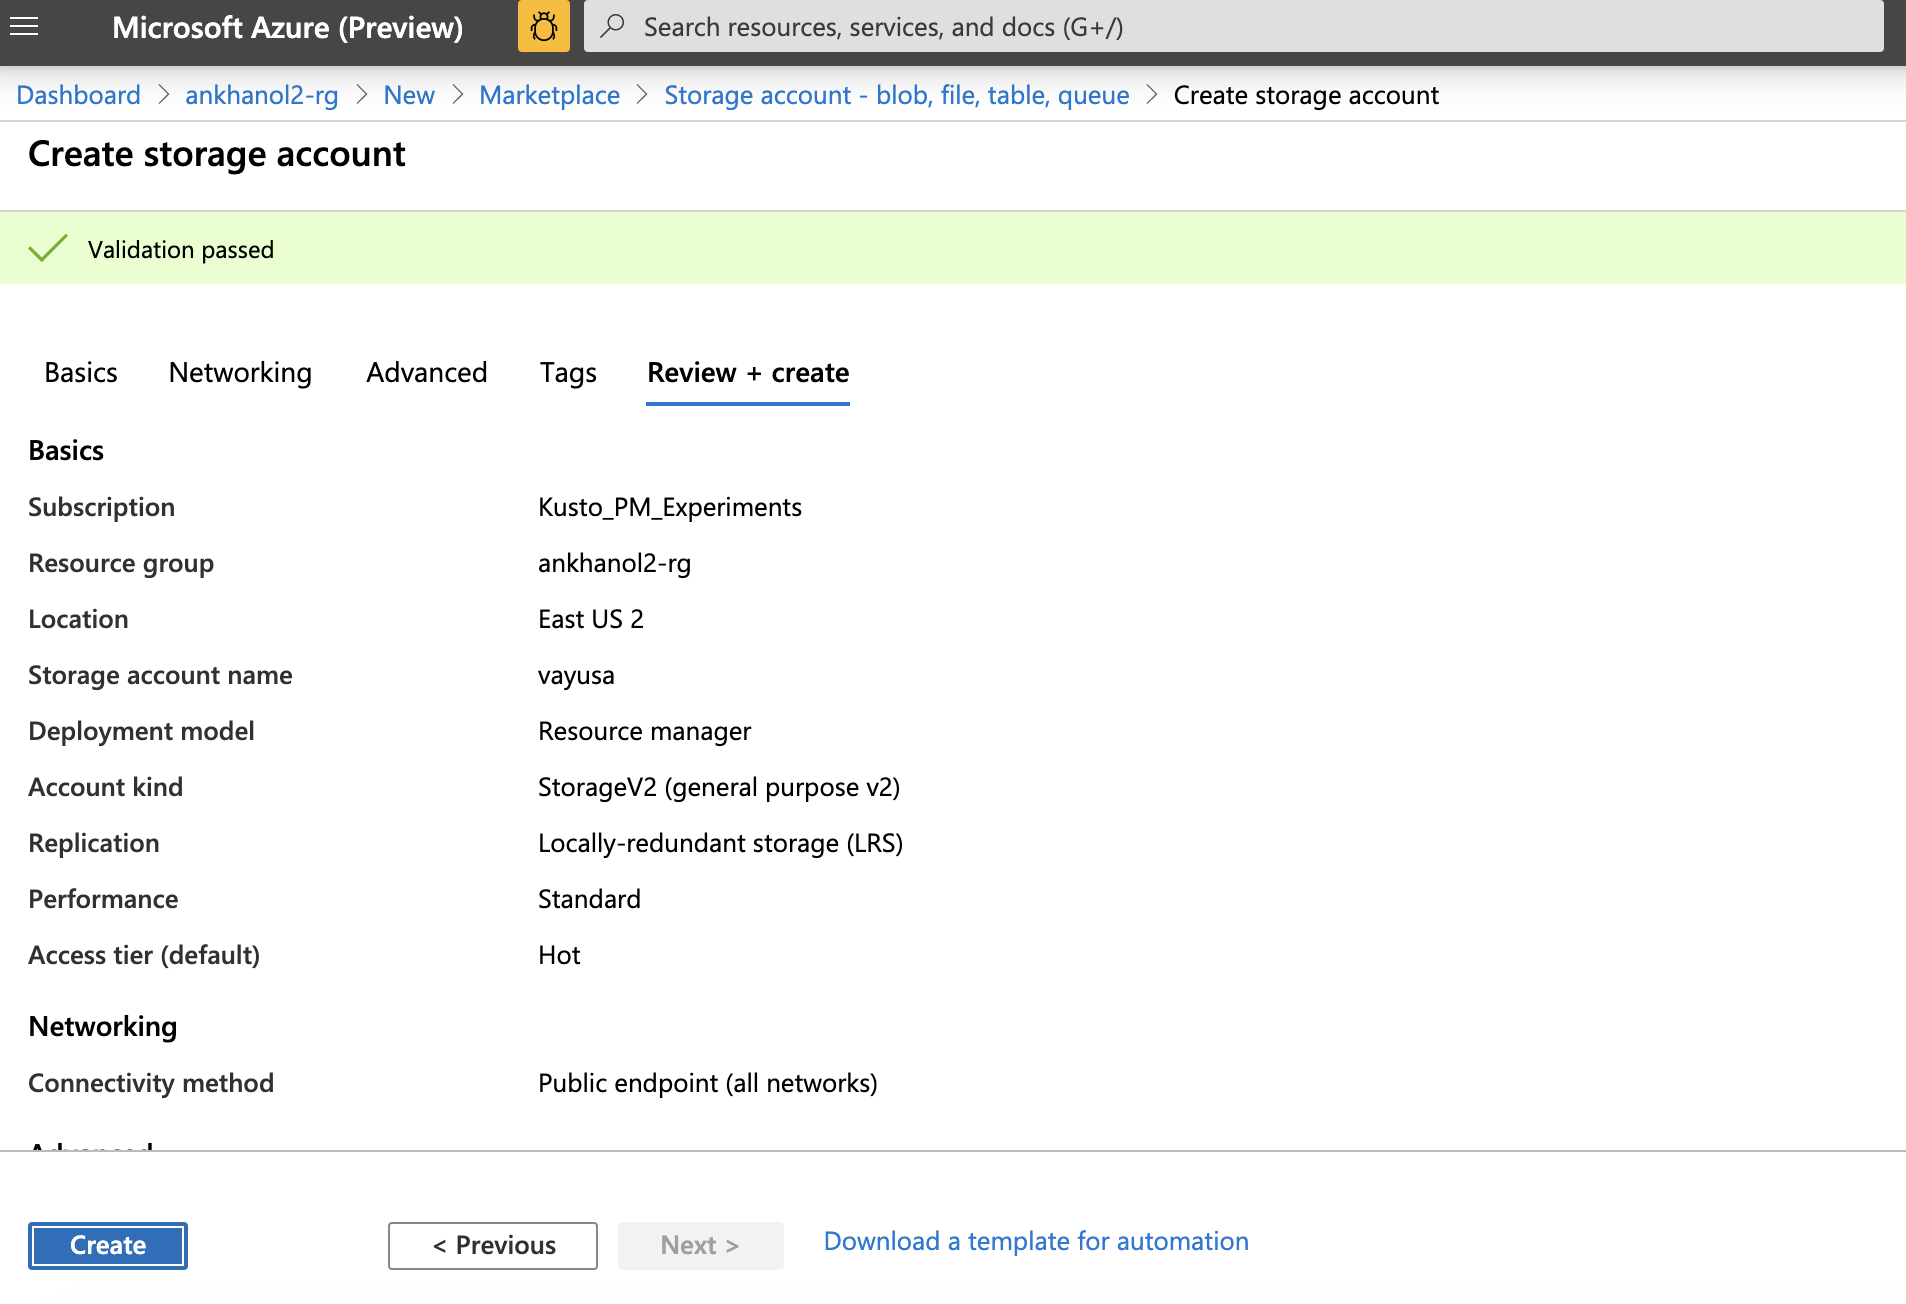 Microsoft Azure (Preview) Search resources, services, and docs (G+/)
Dashboard > ankhanol2-rg > New > Marketplace > Storage account - blob, file, table, queue > Create storage account
Create storage account
Validation passed
Basics Networking Advanced Tags Review + create
Basics
Subscription Kusto_PM_Experiments
Resource group ankhanol2-rg
Location East US 2
Storage account name vayusa
Deployment model Resource manager
Account kind StorageV2 (general purpose v2)
Replication Locally-redundant storage (LRS)
Performance Standard
Access tier (default) Hot
Networking
Connectivity method Public endpoint (all networks)
Advanced
Create < Previous Next > Download a template for automation